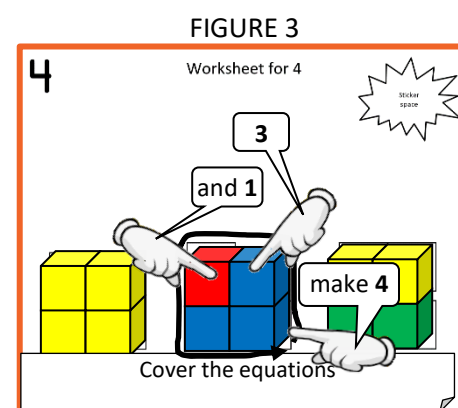 FIGURE 3
4
Worksheet for 4
Sticker
space
3
and 1
make 4
Cover the equations